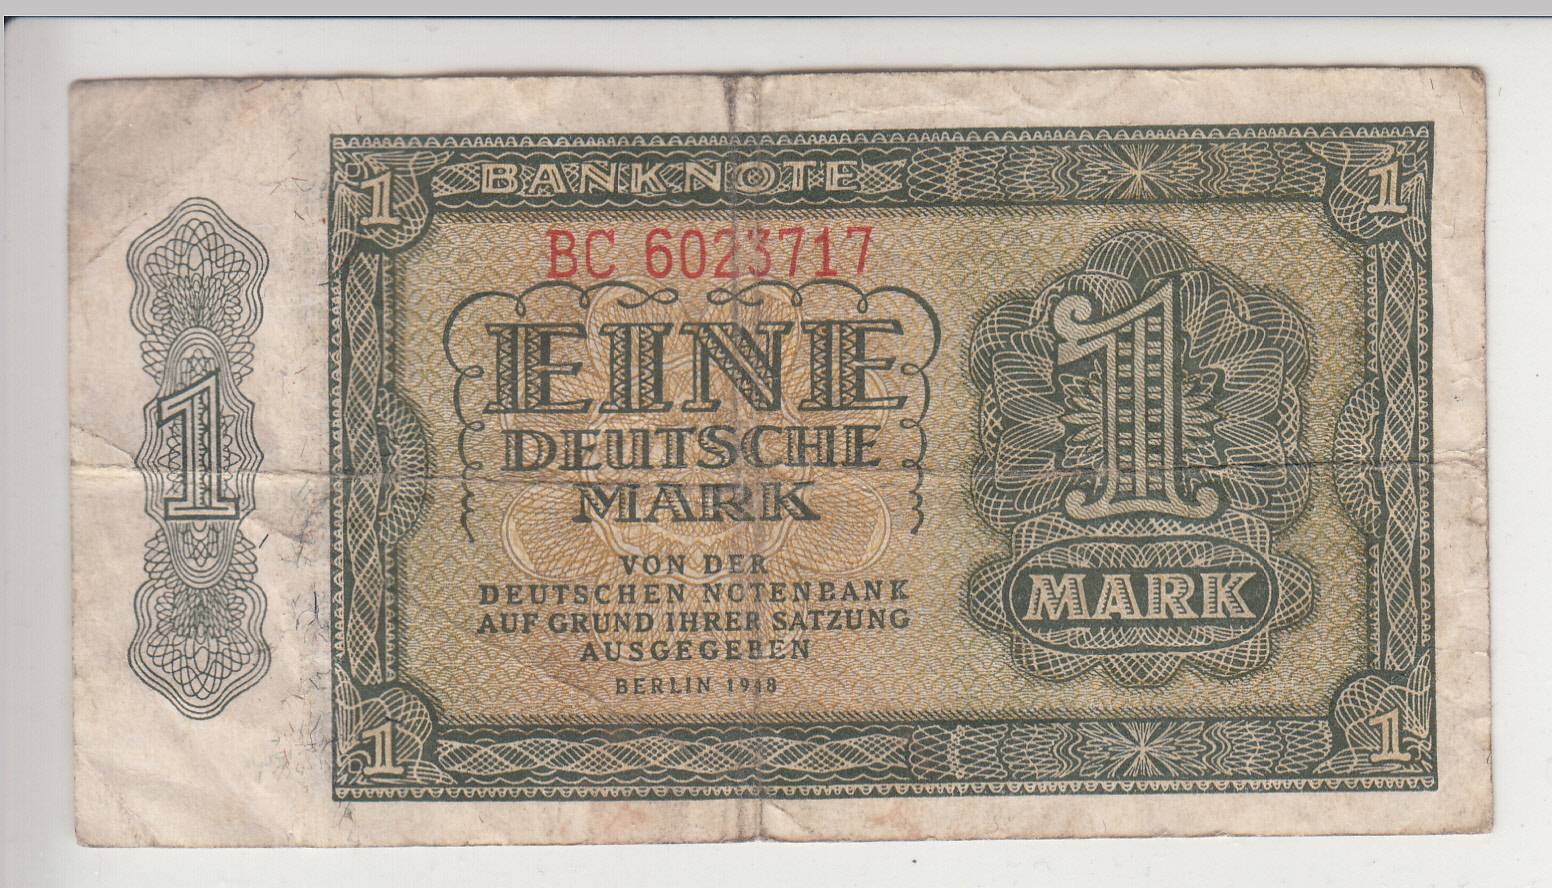 BANKNOTE
1
1
BC 6023717
EINE
DEUTSCHE
MARK
1
1
VON DER
DEUTSCHEN NOTENBANK
AUF GRUND IHRER SATZUNG
AUSGEGEBEN
BERLIN 1948
MARK
1
1